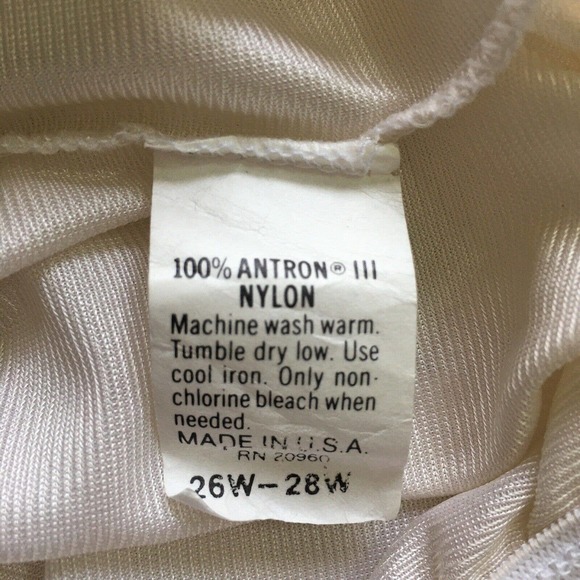 100% ANTRON® III
NYLON
Machine wash warm.
Tumble dry low. Use
cool iron. Only non-
chlorine bleach when
needed.
MADE IN U.S.A.
RN 20960
26W-28W